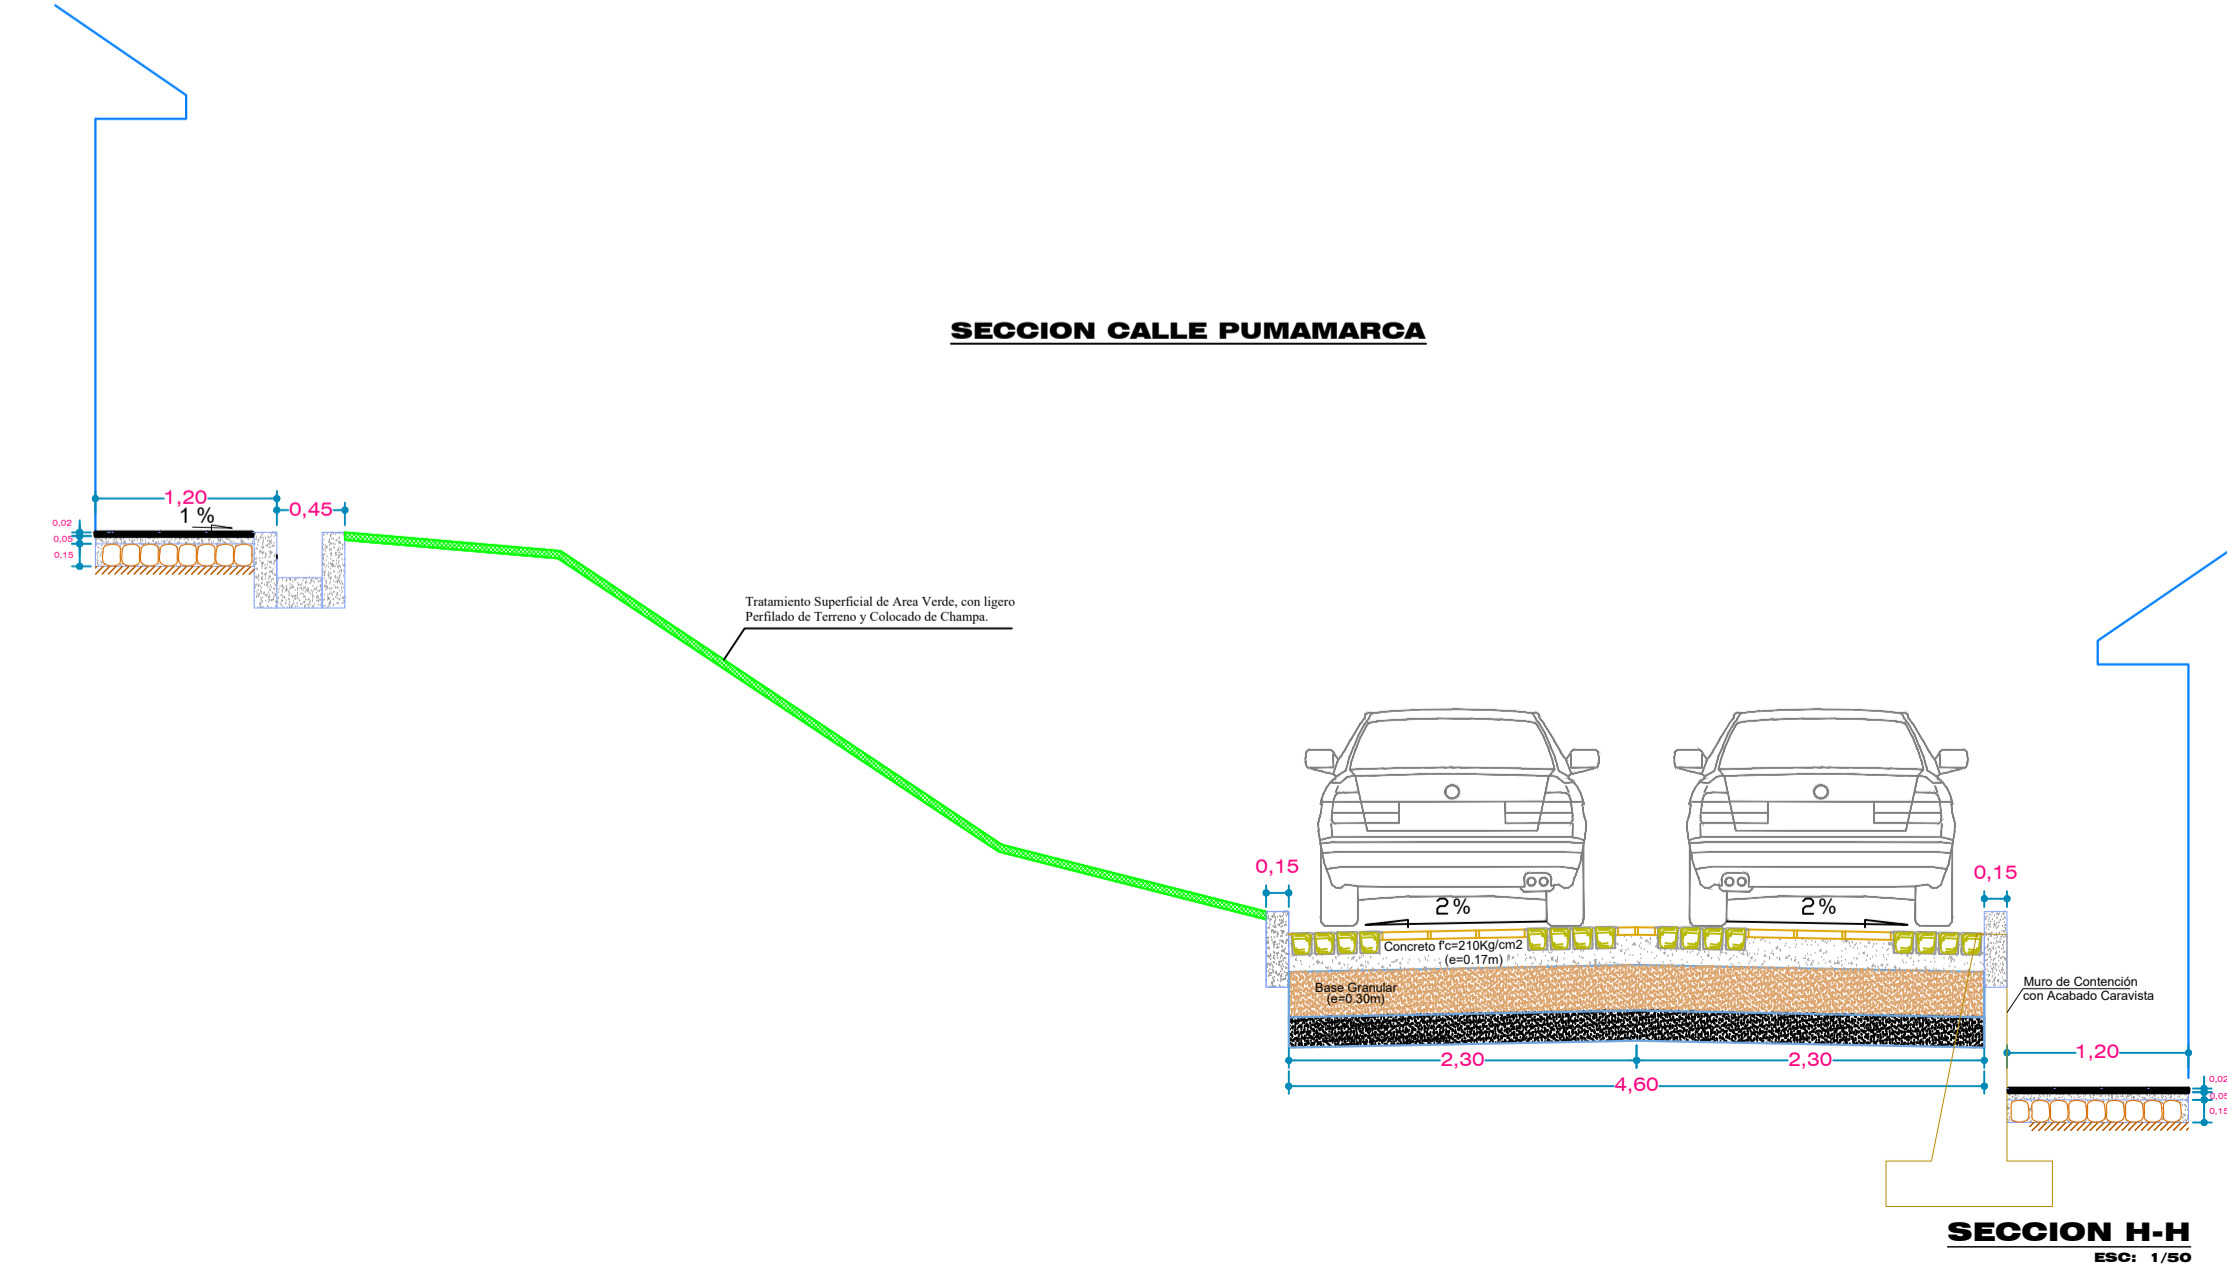 SECCION CALLE PUMAMARCA
1,20
0,45
1 %
0,02
0,05
0,15
Tratamiento Superficial de Area Verde, con ligero
Perfilado de Terreno y Colocado de Champa.
0,15
0,15
2 %
2 %
Concreto f'c=210Kg/cm2
(e=0.17m)
Base Granular
(e=0.30m)
Muro de Contención
con Acabado Caravista
2,30
2,30
4,60
1,20
0,02
0,05
0,15
SECCION H-H
ESC: 1/50